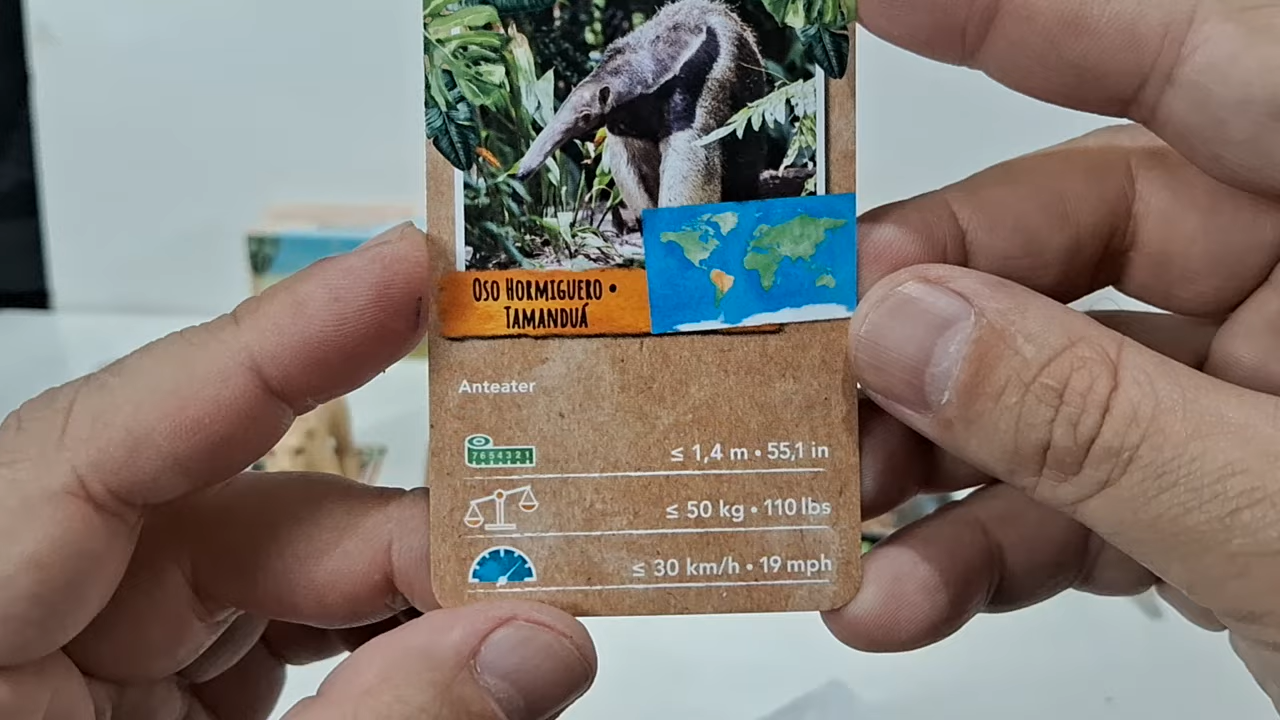 OSO HORMIGUERO •
TAMANDUÁ
Anteater
7654321
≤ 1,4 m • 55,1 in
≤ 50 kg • 110 lbs
≤ 30 km/h • 19 mph